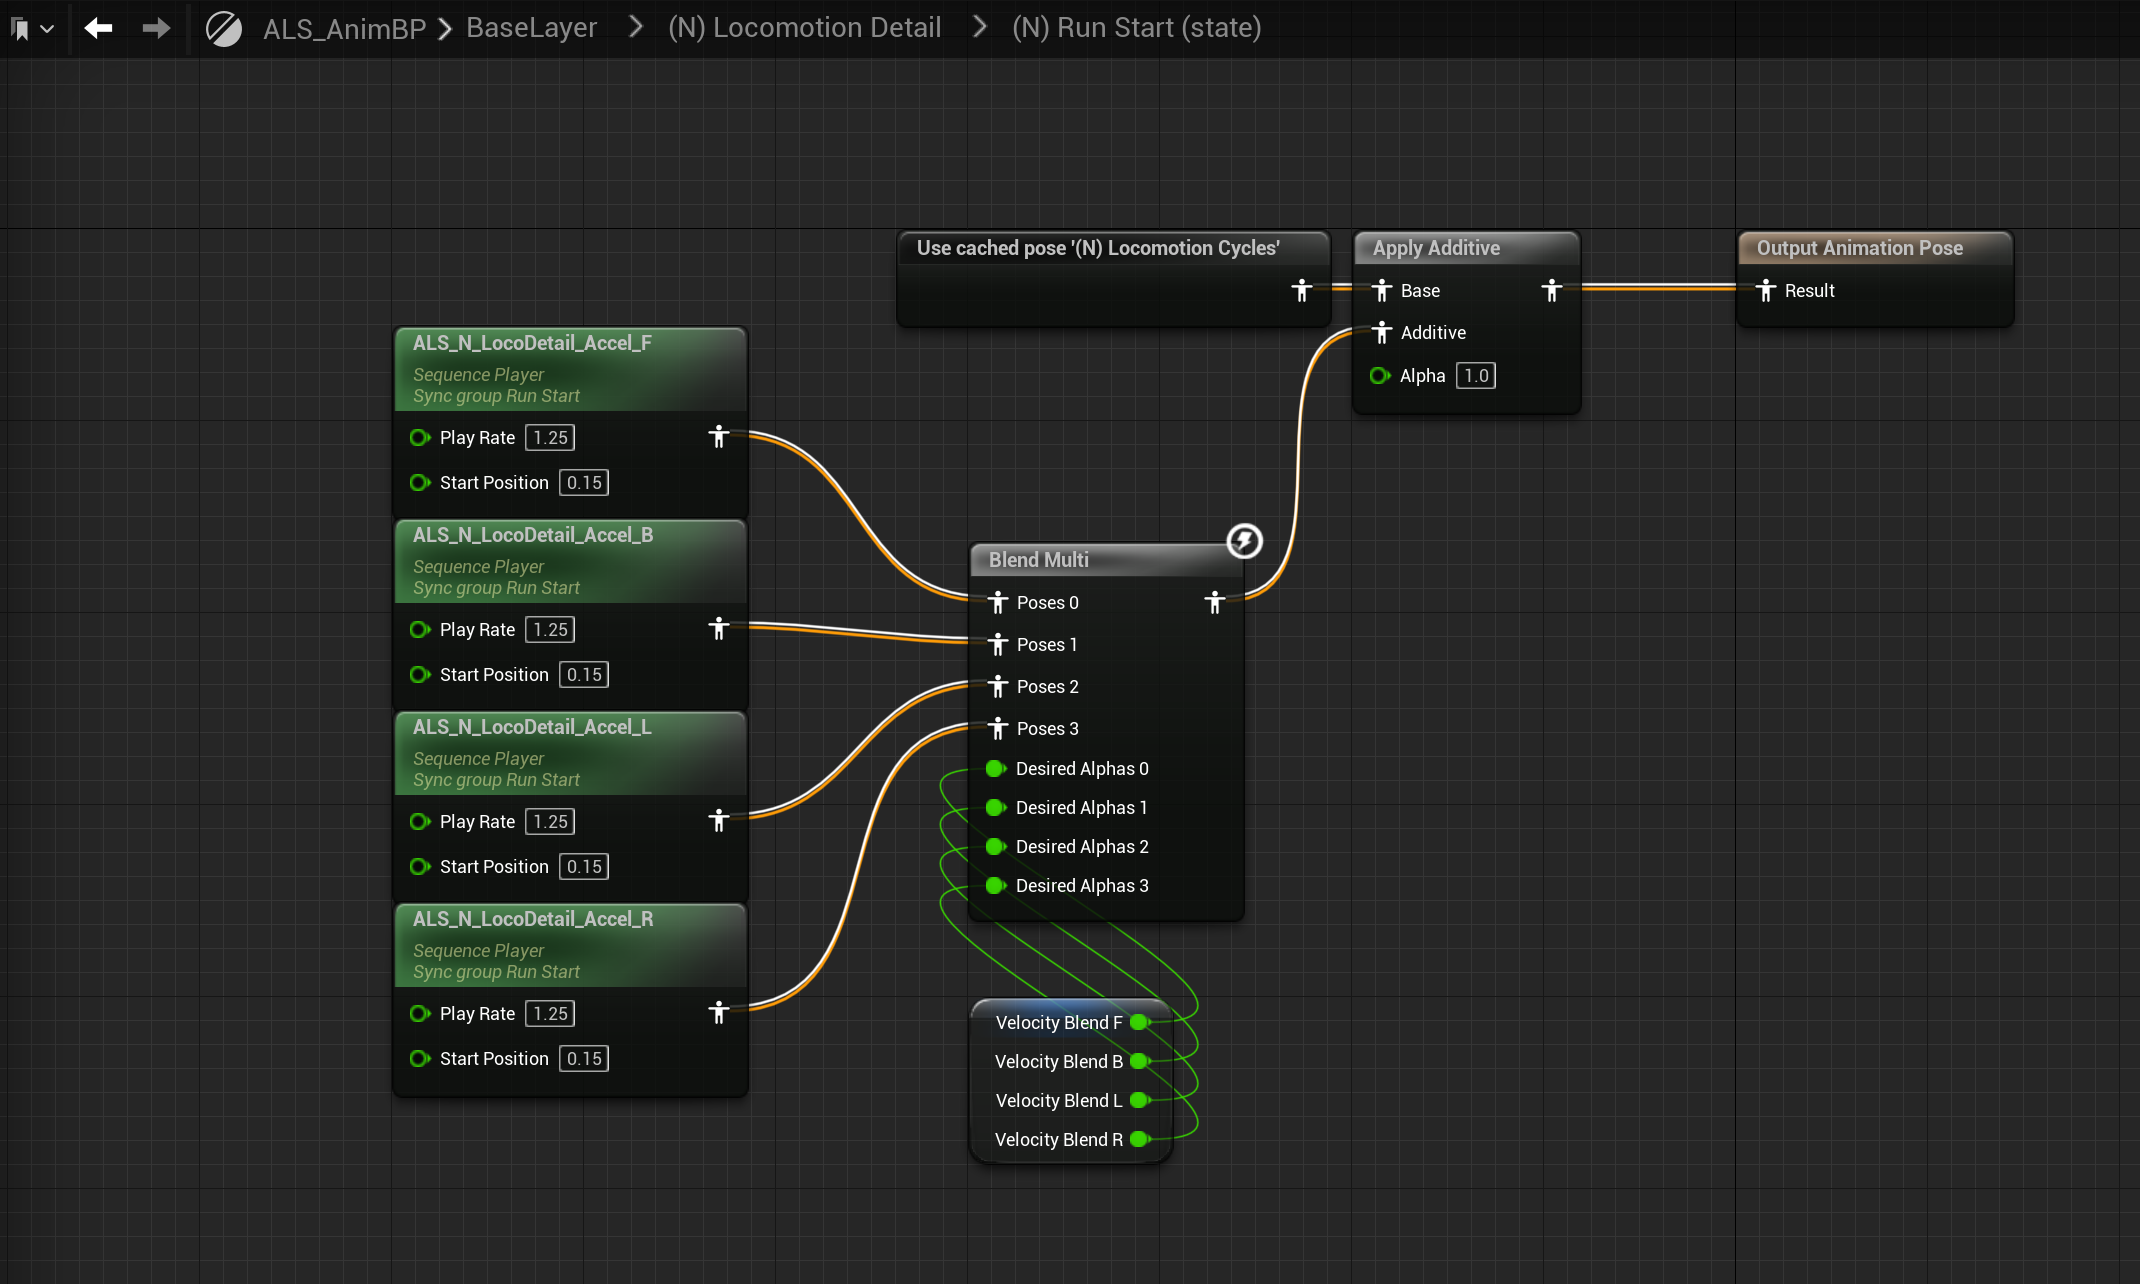 ALS_AnimBP > BaseLayer > (N) Locomotion Detail > (N) Run Start (state)
Use cached pose '(N) Locomotion Cycles'
Apply Additive
Base
Additive
Alpha 1.0
Output Animation Pose
Result
ALS_N_LocoDetail_Accel_F
Sequence Player
Sync group Run Start
Play Rate 1.25
Start Position 0.15
ALS_N_LocoDetail_Accel_B
Sequence Player
Sync group Run Start
Play Rate 1.25
Start Position 0.15
ALS_N_LocoDetail_Accel_L
Sequence Player
Sync group Run Start
Play Rate 1.25
Start Position 0.15
ALS_N_LocoDetail_Accel_R
Sequence Player
Sync group Run Start
Play Rate 1.25
Start Position 0.15
Blend Multi
Poses 0
Poses 1
Poses 2
Poses 3
Desired Alphas 0
Desired Alphas 1
Desired Alphas 2
Desired Alphas 3
Velocity Blend F
Velocity Blend B
Velocity Blend L
Velocity Blend R